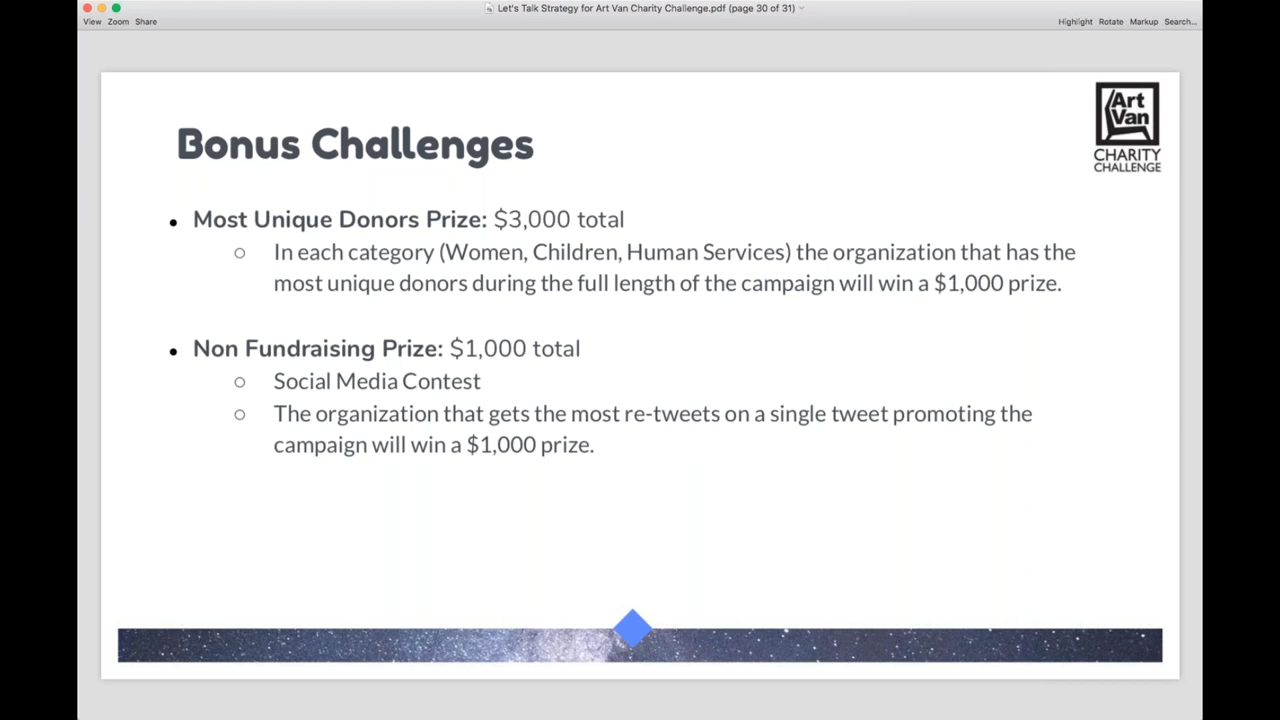 Let's Talk Strategy for Art Van Charity Challenge.pdf (page 30 of 31)
View Zoom Share
Highlight Rotate Markup Search...
Art
Van
CHARITY
CHALLENGE
Bonus Challenges
• Most Unique Donors Prize: $3,000 total
○ In each category (Women, Children, Human Services) the organization that has the
most unique donors during the full length of the campaign will win a $1,000 prize.
• Non Fundraising Prize: $1,000 total
○ Social Media Contest
○ The organization that gets the most re-tweets on a single tweet promoting the
campaign will win a $1,000 prize.